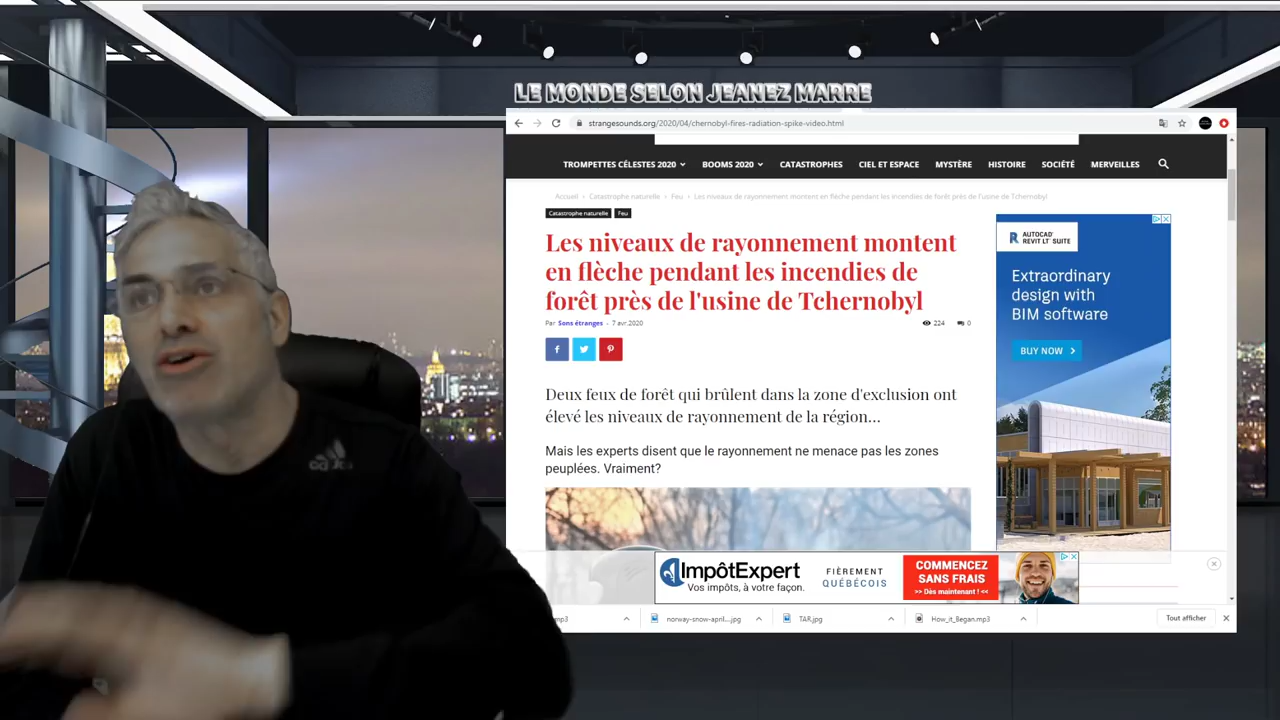 LE MONDE SELON JEANEZ MARRE
strangesounds.org/2020/04/chernobyl-fires-radiation-spike-video.html
TROMPETTES CÉLESTES 2020 BOOMS 2020 CATASTROPHES CIEL ET ESPACE MYSTÈRE HISTOIRE SOCIÉTÉ MERVEILLES
Accueil › Catastrophe naturelle › Feu › Les niveaux de rayonnement montent en flèche pendant les incendies de forêt près de l'usine de Tchernobyl
Catastrophe naturelle Feu
Les niveaux de rayonnement montent
en flèche pendant les incendies de
forêt près de l'usine de Tchernobyl
Par Sons étranges - 7 avr.2020 224 0
Deux feux de forêt qui brûlent dans la zone d'exclusion ont
élevé les niveaux de rayonnement de la région...
Mais les experts disent que le rayonnement ne menace pas les zones
peuplées. Vraiment?
AUTOCAD
REVIT LT SUITE
Extraordinary
design with
BIM software
BUY NOW
adidas
ImpôtExpert
Vos impôts, à votre façon.
FIÈREMENT
QUÉBÉCOIS
COMMENCEZ
SANS FRAIS
>> Dès maintenant ! <<
norway-snow-april....jpg TAR.jpg How_it_Began.mp3 Tout afficher